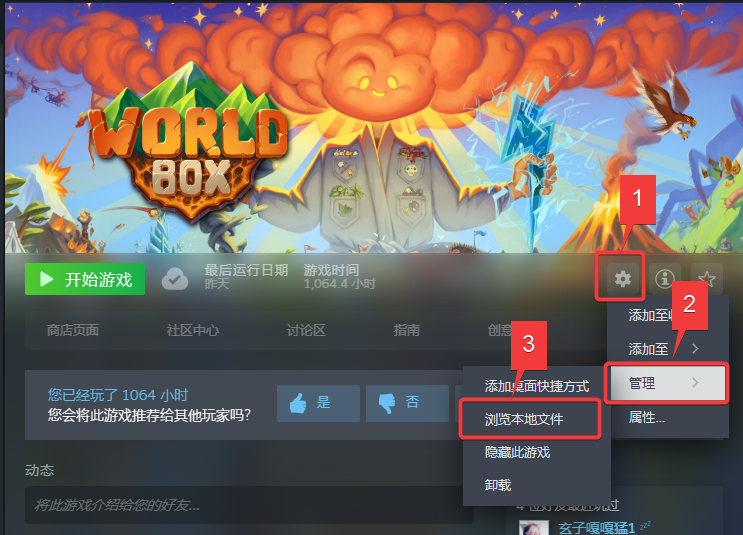 WORLD
BOX
1
开始游戏
最后运行日期
昨天
游戏时间
1,064.4 小时
2
添加至
商店页面
社区中心
讨论区
指南
创意
3
添加至
管理
属性...
添加桌面快捷方式
浏览本地文件
隐藏此游戏
卸载
您已经玩了 1064 小时
您会将此游戏推荐给其他玩家吗?
是
否
动态
将此游戏介绍给您的好友...
玄子嘎嘎猛1 zzz